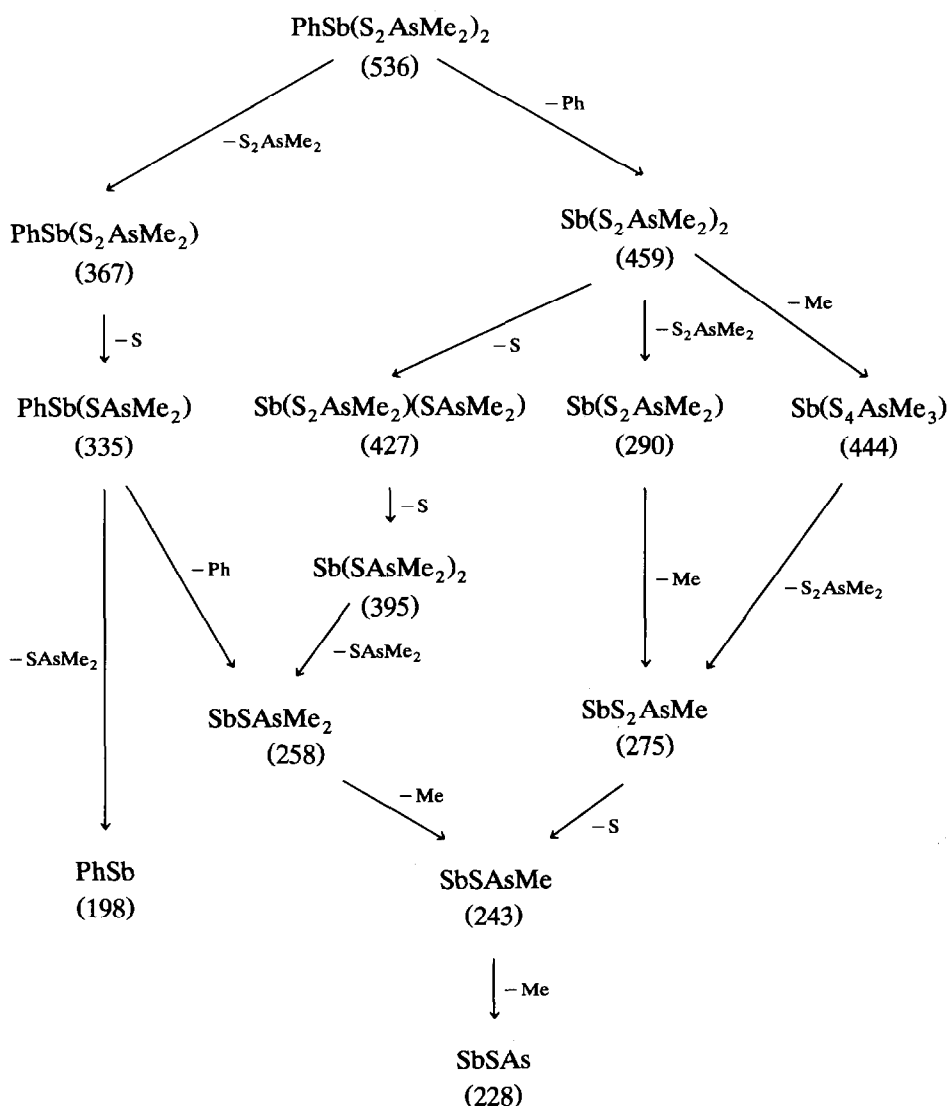 PhSb(S₂AsMe₂)₂
(536)
−Ph
−S₂AsMe₂
PhSb(S₂AsMe₂)
(367)
Sb(S₂AsMe₂)₂
(459)
−Me
−S
−S
−S₂AsMe₂
PhSb(SAsMe₂)
(335)
Sb(S₂AsMe₂)(SAsMe₂)
(427)
Sb(S₂AsMe₂)
(290)
Sb(S₄AsMe₃)
(444)
−S
−Ph
Sb(SAsMe₂)₂
(395)
−Me
−S₂AsMe₂
−SAsMe₂
−SAsMe₂
SbSAsMe₂
(258)
SbS₂AsMe
(275)
−Me
−S
PhSb
(198)
SbSAsMe
(243)
−Me
SbSAs
(228)